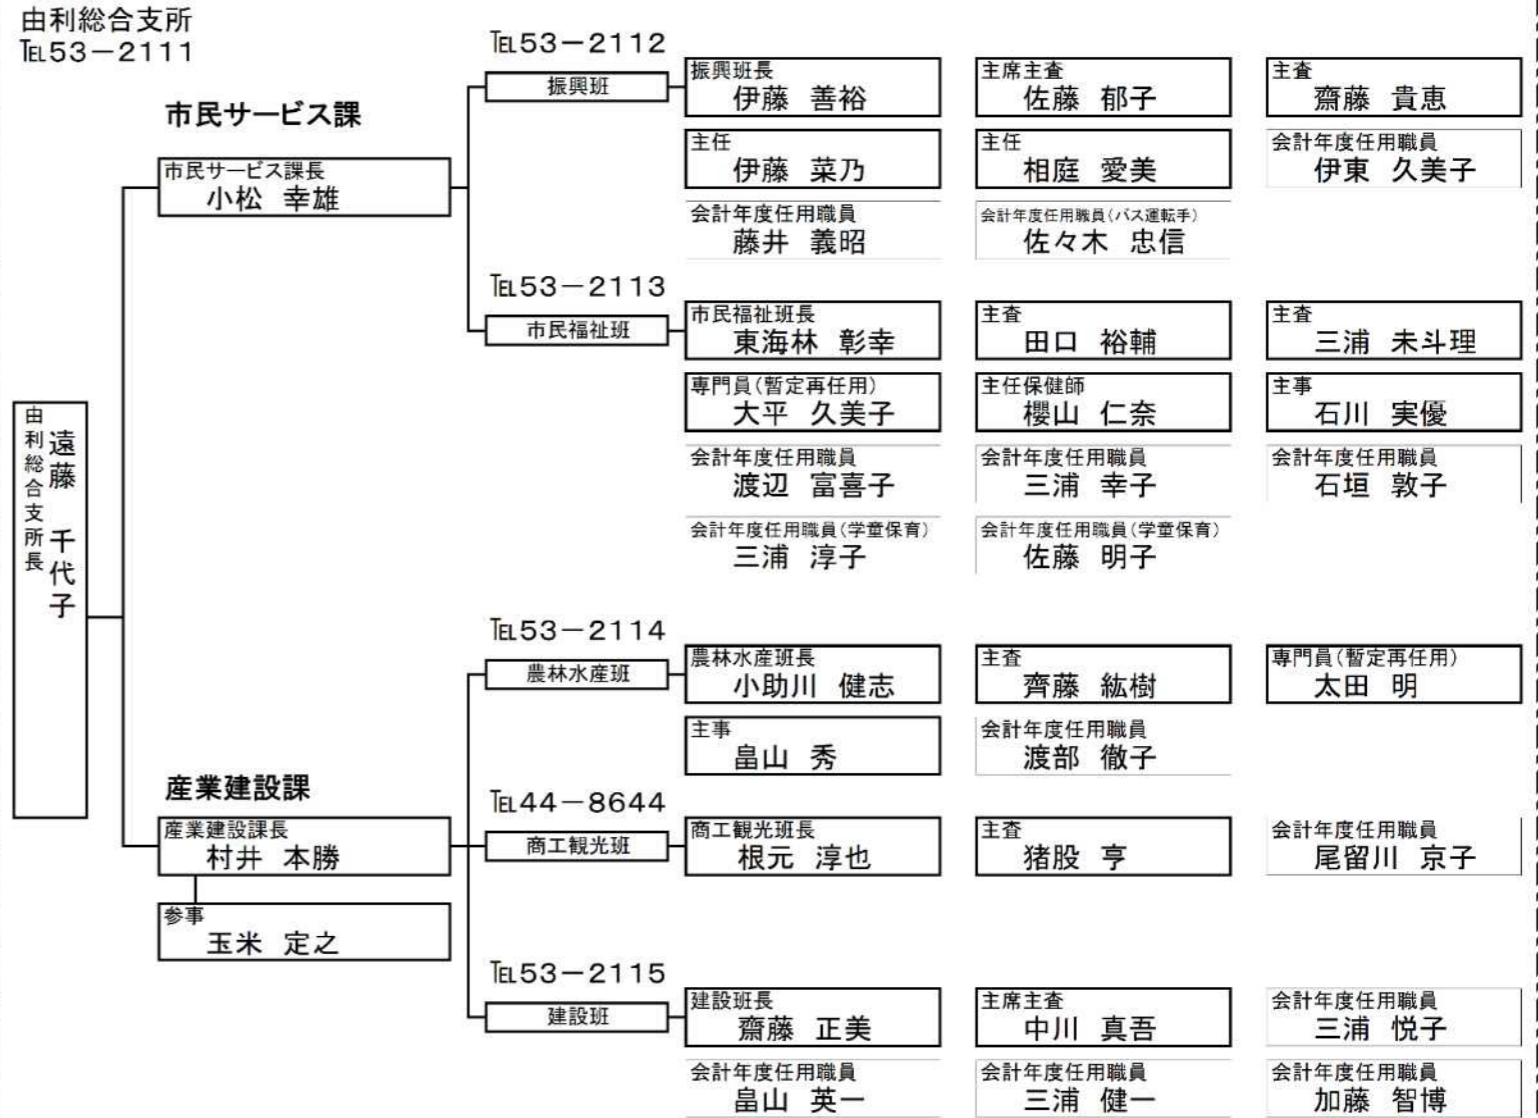 由利総合支所
℡53-2111
由利総合支所長
遠藤 千代子
市民サービス課
市民サービス課長
小松 幸雄
℡53-2112
振興班
振興班長
伊藤 善裕
主席主査
佐藤 郁子
主査
齋藤 貴恵
主任
伊藤 菜乃
主任
相庭 愛美
会計年度任用職員
伊東 久美子
会計年度任用職員
藤井 義昭
会計年度任用職員(バス運転手)
佐々木 忠信
℡53-2113
市民福祉班
市民福祉班長
東海林 彰幸
主査
田口 裕輔
主査
三浦 未斗理
専門員(暫定再任用)
大平 久美子
主任保健師
櫻山 仁奈
主事
石川 実優
会計年度任用職員
渡辺 富喜子
会計年度任用職員
三浦 幸子
会計年度任用職員
石垣 敦子
会計年度任用職員(学童保育)
三浦 淳子
会計年度任用職員(学童保育)
佐藤 明子
産業建設課
産業建設課長
村井 本勝
参事
玉米 定之
℡53-2114
農林水産班
農林水産班長
小助川 健志
主査
齊藤 紘樹
専門員(暫定再任用)
太田 明
主事
畠山 秀
会計年度任用職員
渡部 徹子
℡44-8644
商工観光班
商工観光班長
根元 淳也
主査
猪股 亨
会計年度任用職員
尾留川 京子
℡53-2115
建設班
建設班長
齋藤 正美
主席主査
中川 真吾
会計年度任用職員
三浦 悦子
会計年度任用職員
畠山 英一
会計年度任用職員
三浦 健一
会計年度任用職員
加藤 智博